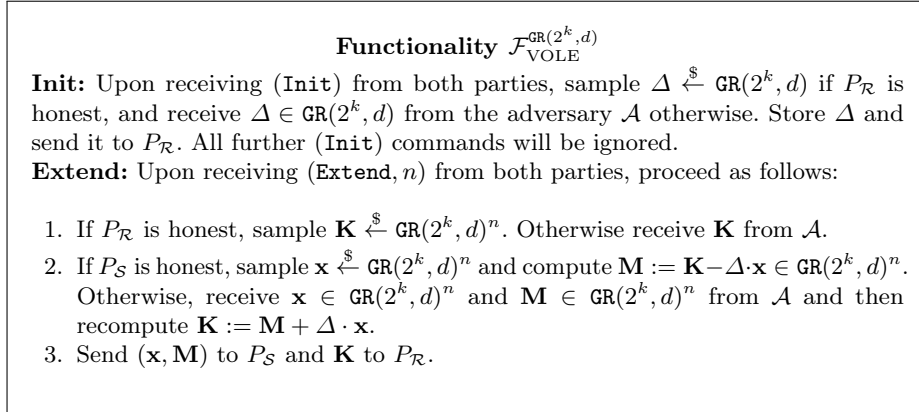 Functionality $\mathcal{F}_{\text{VOLE}}^{\text{GR}(2^k,d)}$
Init: Upon receiving (Init) from both parties, sample $\Delta \xleftarrow{\$} \text{GR}(2^k, d)$ if $P_{\mathcal{R}}$ is
honest, and receive $\Delta \in \text{GR}(2^k, d)$ from the adversary $\mathcal{A}$ otherwise. Store $\Delta$ and
send it to $P_{\mathcal{R}}$. All further (Init) commands will be ignored.
Extend: Upon receiving (Extend, $n$) from both parties, proceed as follows:
1. If $P_{\mathcal{R}}$ is honest, sample $\mathbf{K} \xleftarrow{\$} \text{GR}(2^k, d)^n$. Otherwise receive $\mathbf{K}$ from $\mathcal{A}$.
2. If $P_{\mathcal{S}}$ is honest, sample $\mathbf{x} \xleftarrow{\$} \text{GR}(2^k, d)^n$ and compute $\mathbf{M} := \mathbf{K} - \Delta \cdot \mathbf{x} \in \text{GR}(2^k, d)^n$.
Otherwise, receive $\mathbf{x} \in \text{GR}(2^k, d)^n$ and $\mathbf{M} \in \text{GR}(2^k, d)^n$ from $\mathcal{A}$ and then
recompute $\mathbf{K} := \mathbf{M} + \Delta \cdot \mathbf{x}$.
3. Send $(\mathbf{x}, \mathbf{M})$ to $P_{\mathcal{S}}$ and $\mathbf{K}$ to $P_{\mathcal{R}}$.